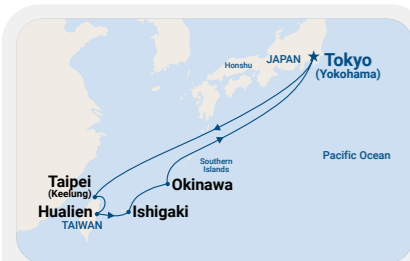 JAPAN
Tokyo
(Yokohama)
Honshu
Pacific Ocean
Southern
Islands
Taipei
(Keelung)
Okinawa
Hualien
Ishigaki
TAIWAN